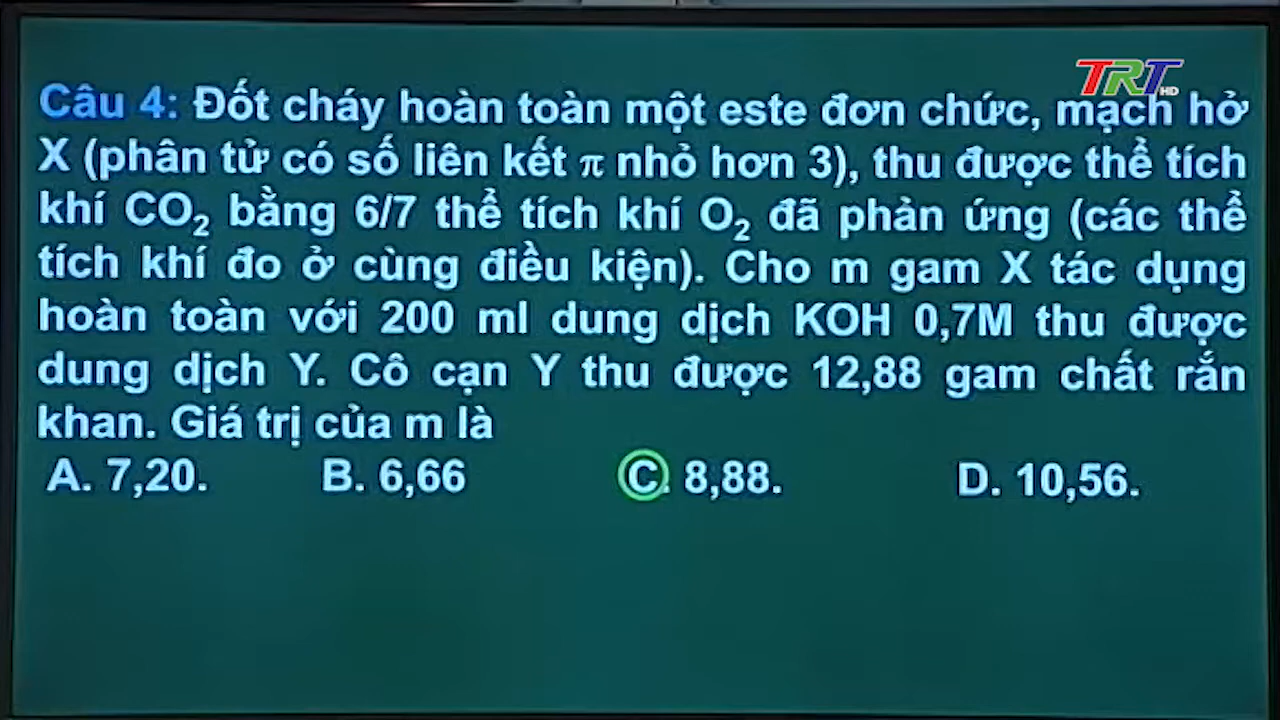 TRT HD
Câu 4: Đốt cháy hoàn toàn một este đơn chức, mạch hở
X (phân tử có số liên kết π nhỏ hơn 3), thu được thể tích
khí CO₂ bằng 6/7 thể tích khí O₂ đã phản ứng (các thể
tích khí đo ở cùng điều kiện). Cho m gam X tác dụng
hoàn toàn với 200 ml dung dịch KOH 0,7M thu được
dung dịch Y. Cô cạn Y thu được 12,88 gam chất rắn
khan. Giá trị của m là
A. 7,20. B. 6,66 C. 8,88. D. 10,56.